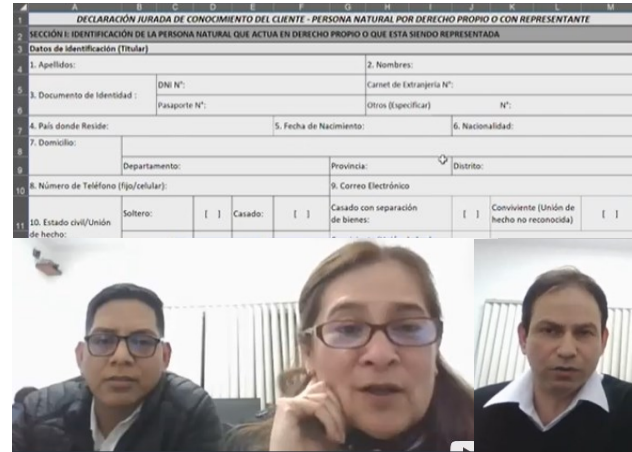 A B C D E F G H I J K L M
1 DECLARACIÓN JURADA DE CONOCIMIENTO DEL CLIENTE - PERSONA NATURAL POR DERECHO PROPIO O CON REPRESENTANTE
2 SECCIÓN I: IDENTIFICACIÓN DE LA PERSONA NATURAL QUE ACTUA EN DERECHO PROPIO O QUE ESTA SIENDO REPRESENTADA
3 Datos de identificación (Titular)
4 1. Apellidos: 2. Nombres:
5 3. Documento de Identidad : DNI N°: Carnet de Extranjería N°:
6 Pasaporte N°: Otros (Especificar) N°:
7 4. País donde Reside: 5. Fecha de Nacimiento: 6. Nacionalidad:
8 7. Domicilio:
9 Departamento: Provincia: Distrito:
10 8. Número de Teléfono (fijo/celular): 9. Correo Electrónico
11 10. Estado civil/Unión de hecho: Soltero: [ ] Casado: [ ] Casado con separación de bienes: [ ] Conviviente (Unión de hecho no reconocida) [ ]